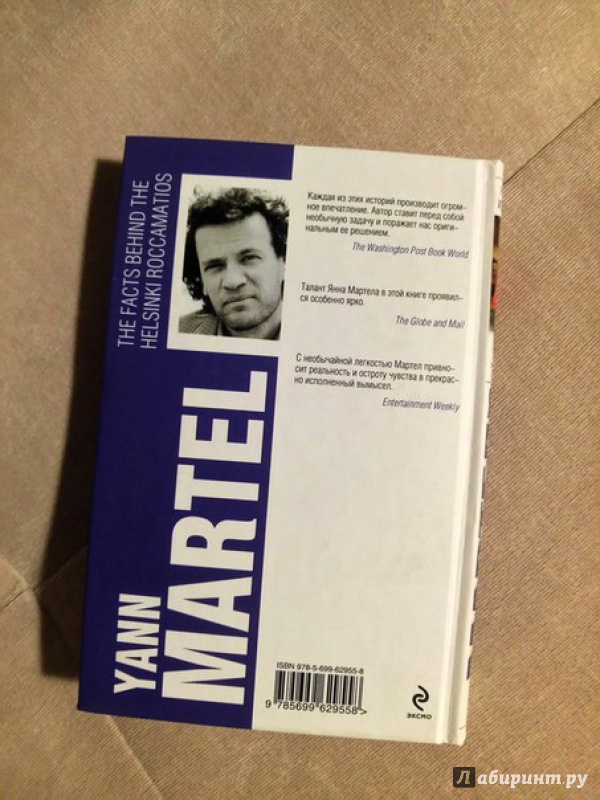 THE FACTS BEHIND THE
HELSINKI ROCCAMATIOS
YANN
MARTEL
Каждая из этих историй производит огром-
ное впечатление. Автор ставит перед собой
необычную задачу и поражает нас ориги-
нальным ее решением.
The Washington Post Book World
Талант Янна Мартела в этой книге проявил-
ся особенно ярко.
The Globe and Mail
С необычайной легкостью Мартел привно-
сит реальность и остроту чувства в прекрас-
но исполненный вымысел.
Entertainment Weekly
ISBN 978-5-699-62955-8
9 785699 629558 >
ЭКСМО
Лабиринт.ру